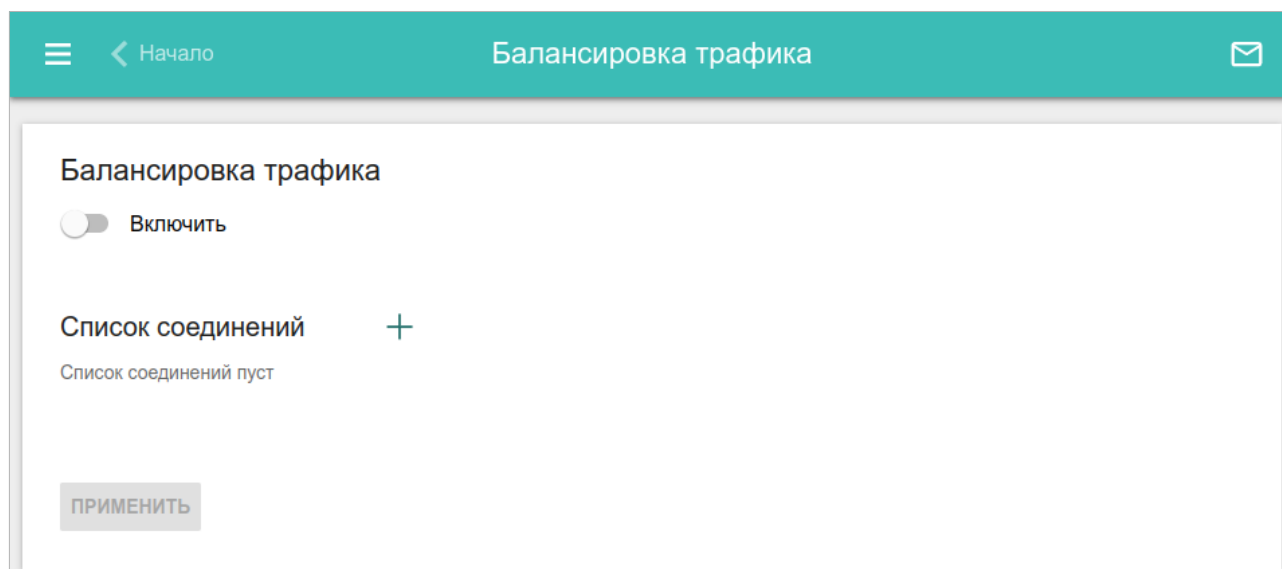 Начало
Балансировка трафика
Балансировка трафика
Включить
Список соединений
Список соединений пуст
ПРИМЕНИТЬ